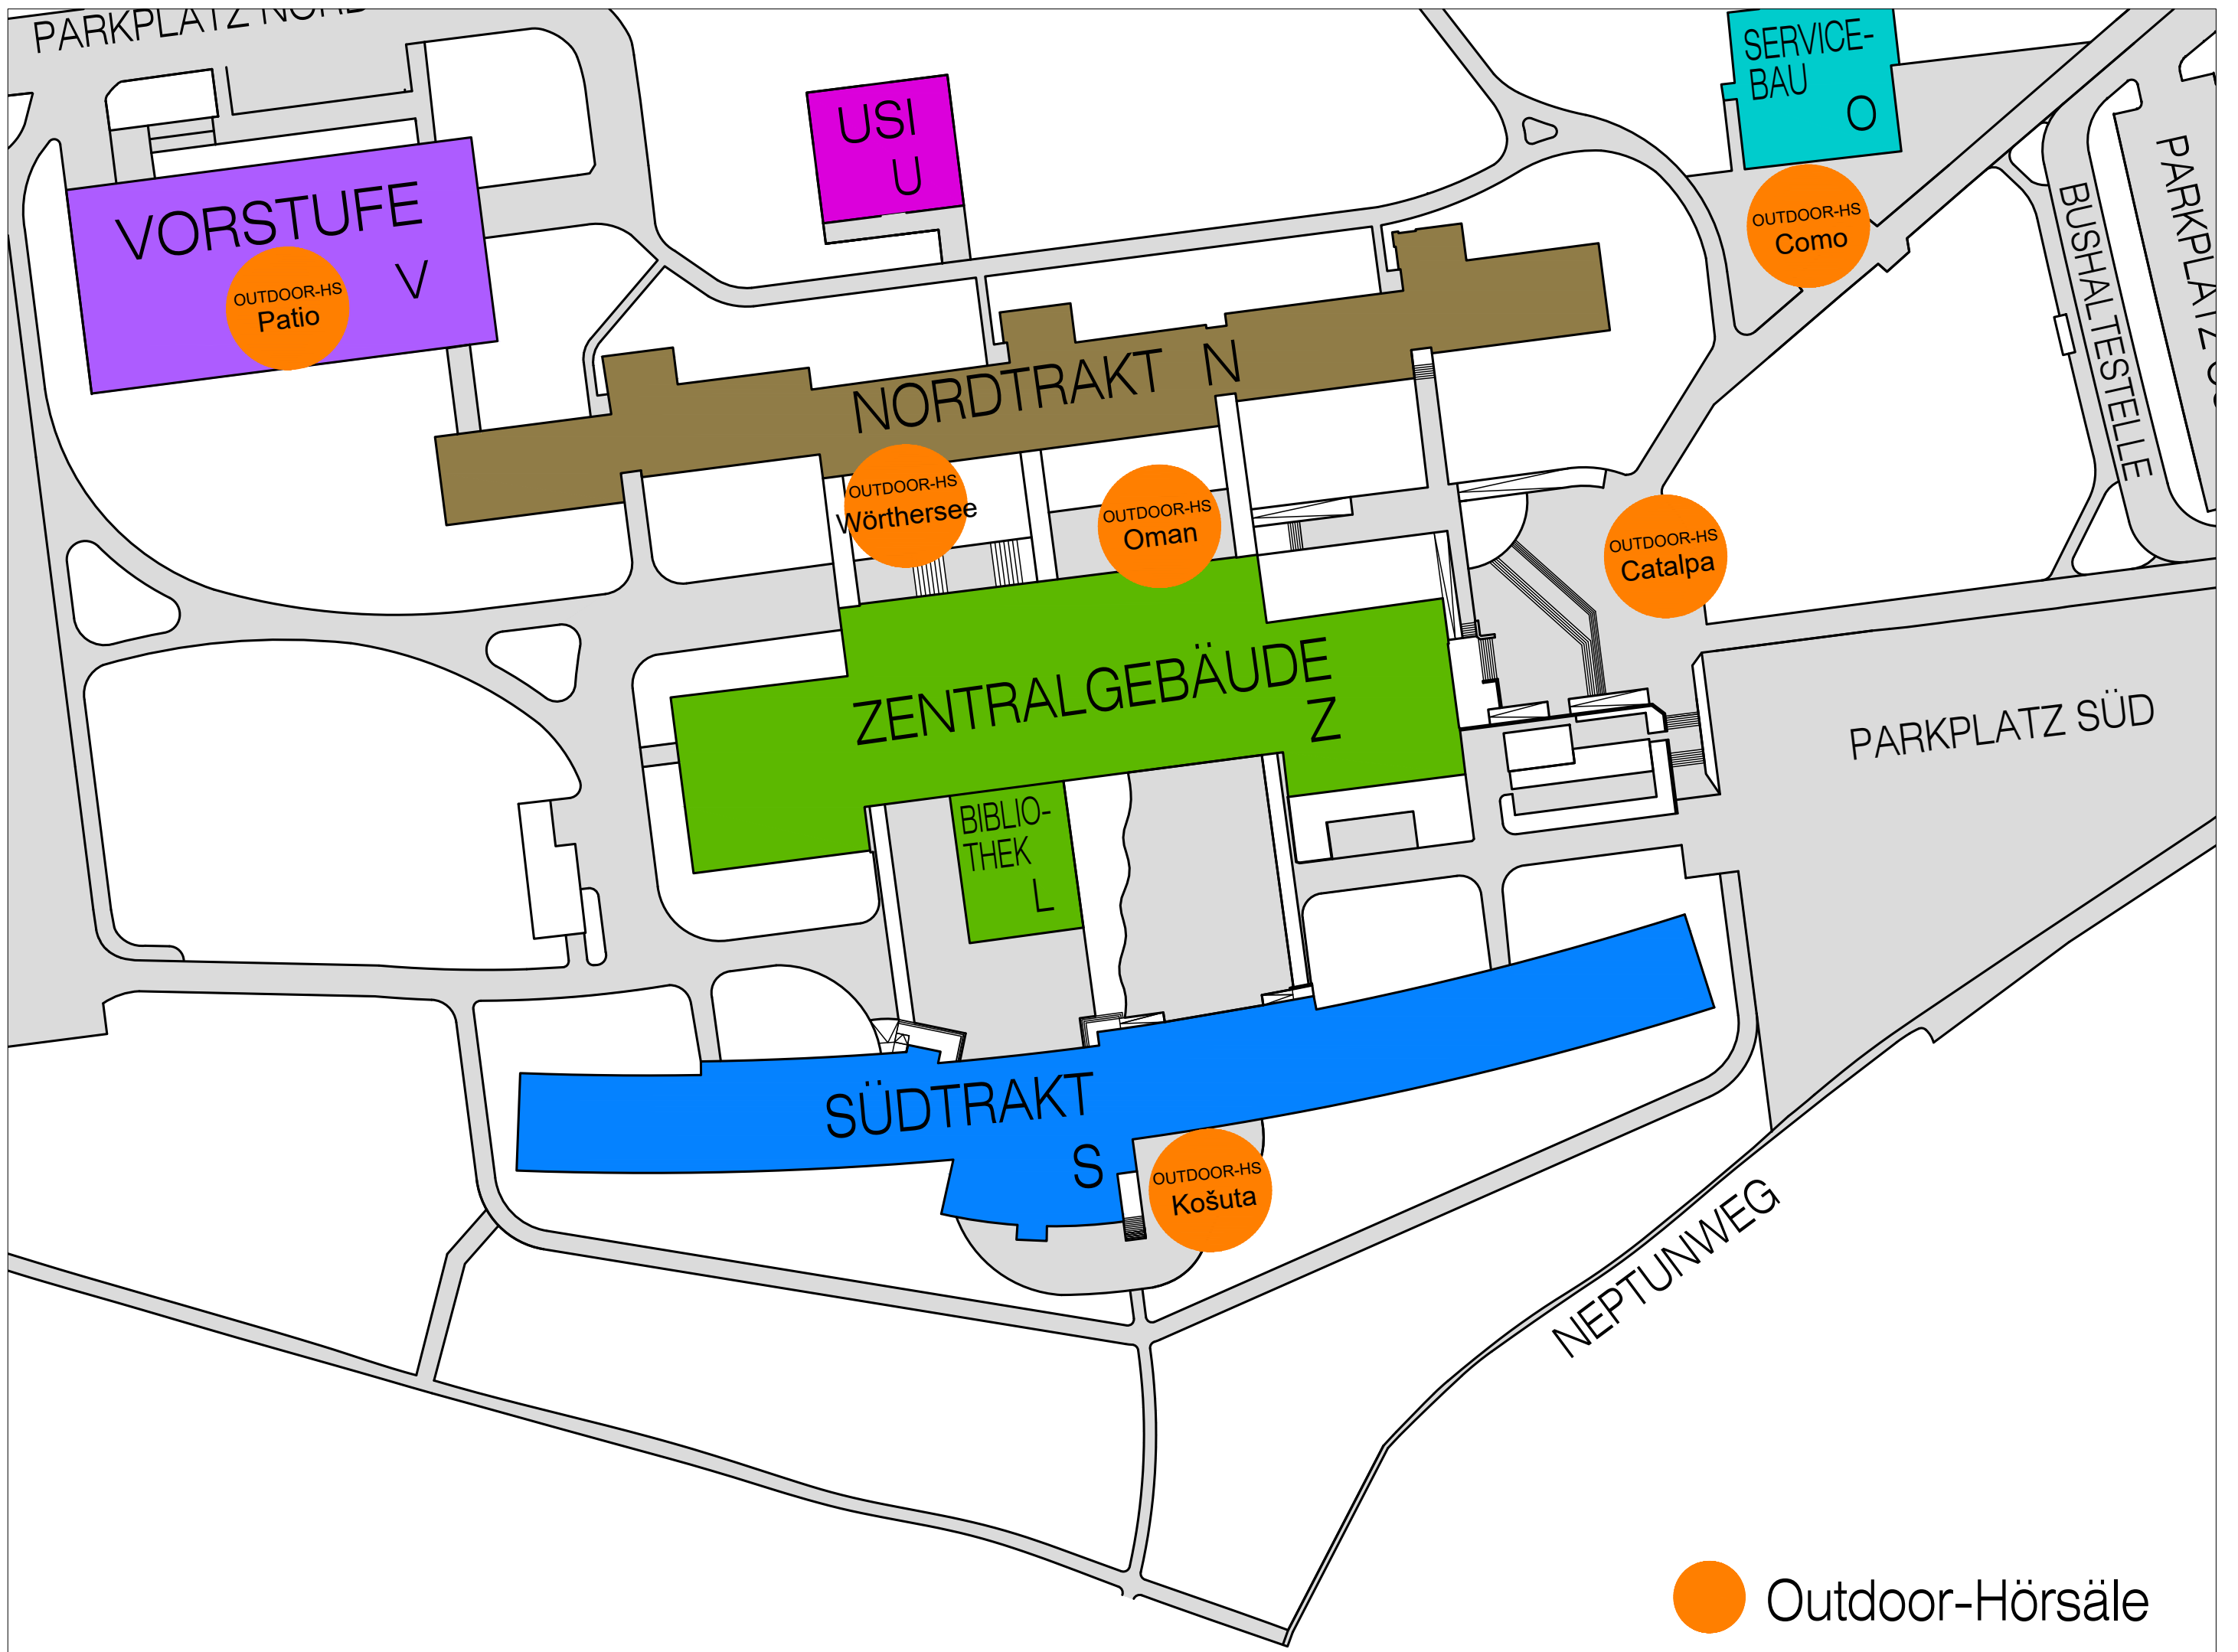 PARKPLATZ NORD
SERVICE-
BAU
O
USI
U
VORSTUFE
V
OUTDOOR-HS
Patio
OUTDOOR-HS
Como
BUSHALTESTELLE
PARKPLATZ
NORDTRAKT N
OUTDOOR-HS
Wörthersee
OUTDOOR-HS
Oman
OUTDOOR-HS
Catalpa
ZENTRALGEBÄUDE
Z
PARKPLATZ SÜD
BIBLIO-
THEK
L
SÜDTRAKT
S
OUTDOOR-HS
Košuta
NEPTUNWEG
Outdoor-Hörsäle